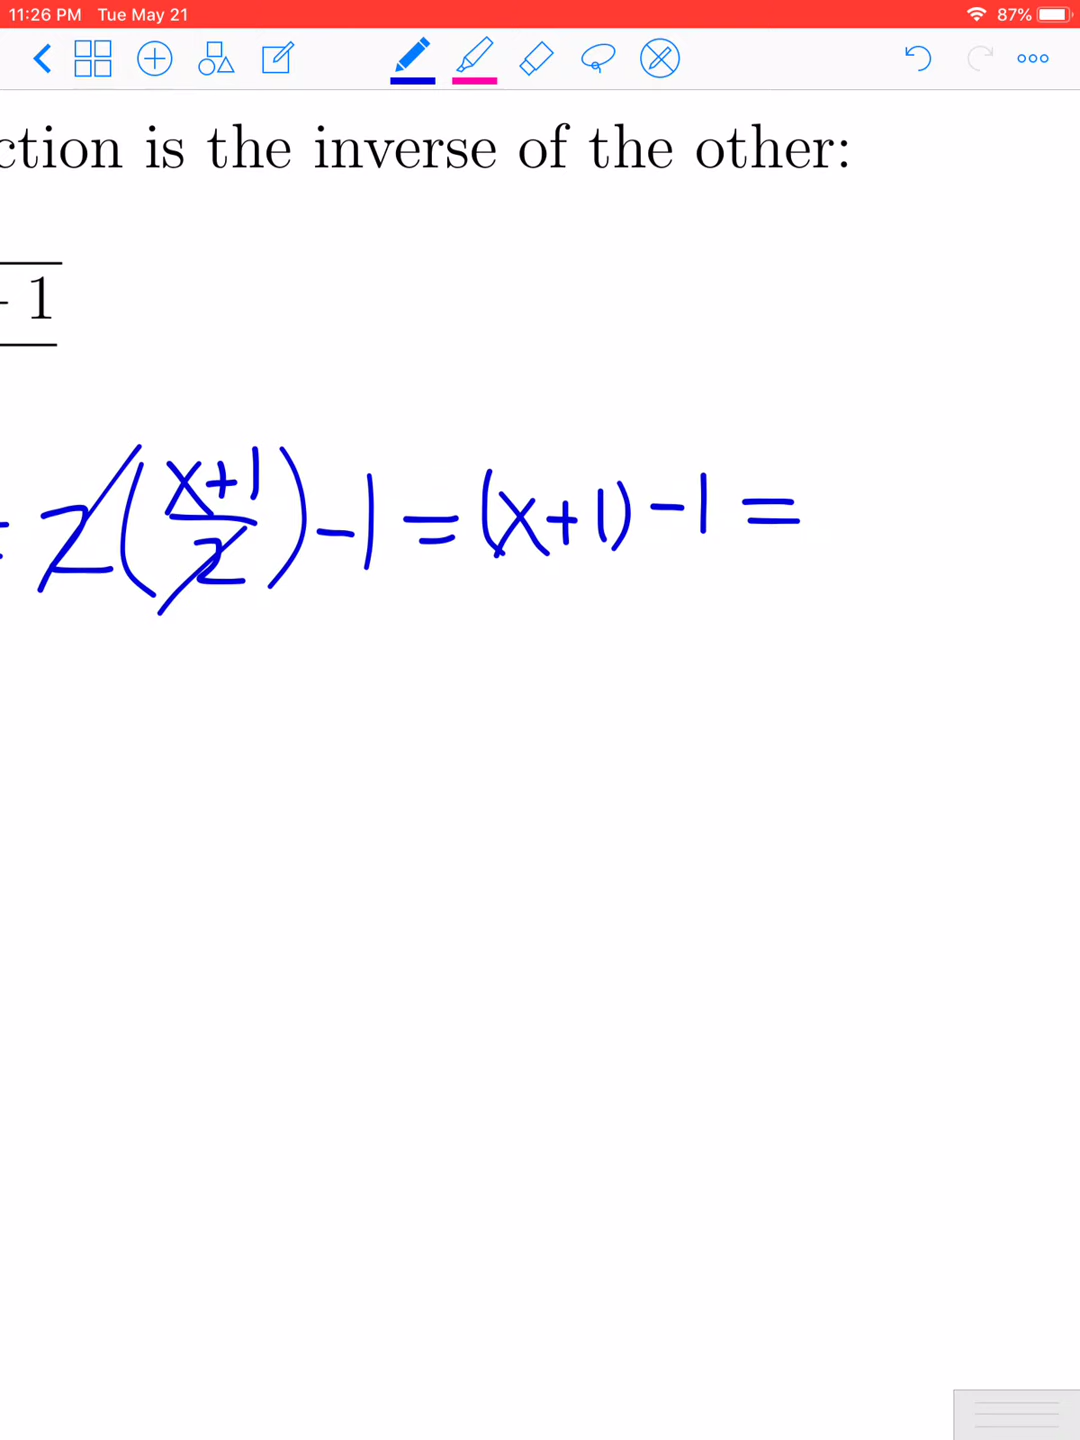 11:26 PM Tue May 21 87%
ction is the inverse of the other:
- 1
= 2(x+1/2) - 1 = (x+1) - 1 =